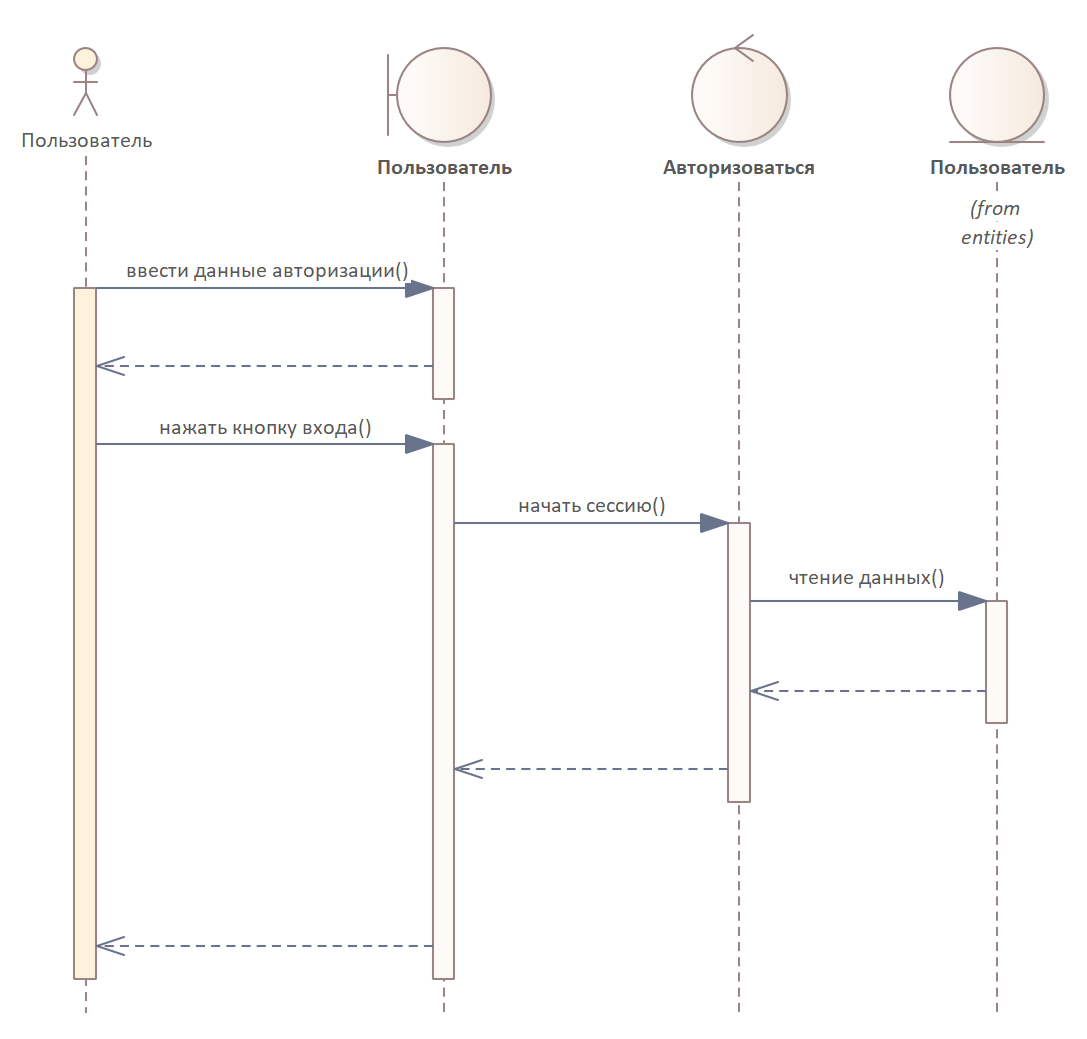 Пользователь
Пользователь
Авторизоваться
Пользователь
(from
entities)
ввести данные авторизации()
нажать кнопку входа()
начать сессию()
чтение данных()